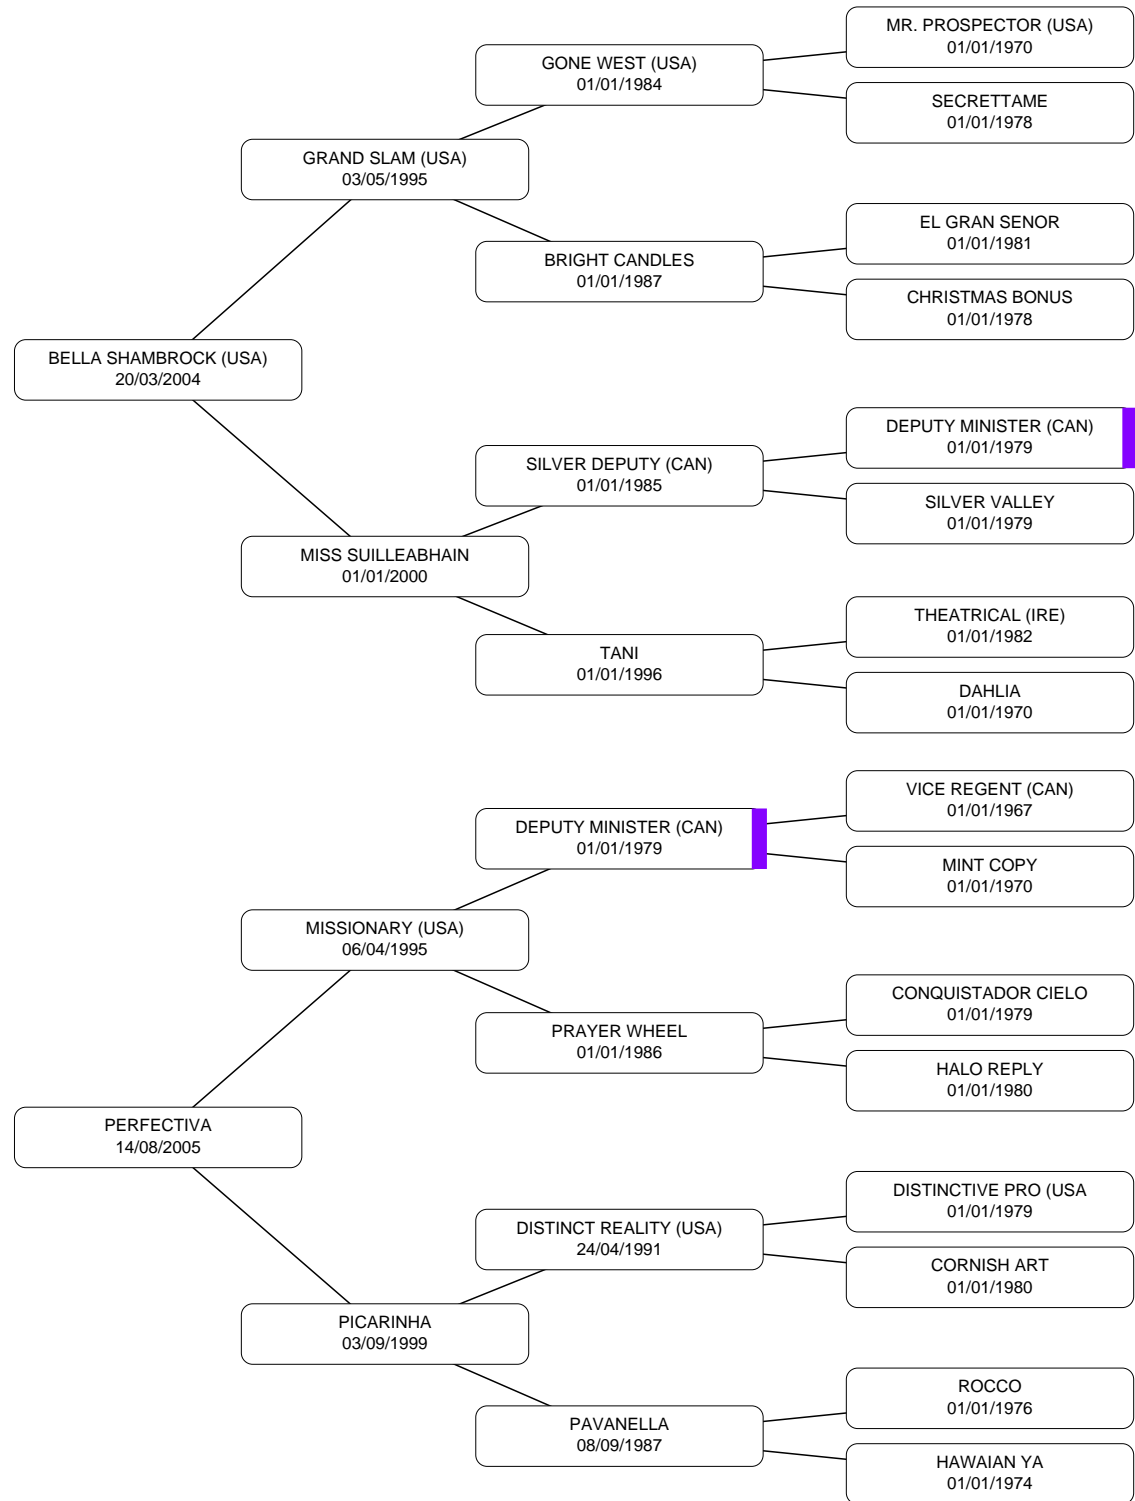 MR. PROSPECTOR (USA)
01/01/1970
GONE WEST (USA)
01/01/1984
SECRETTAME
01/01/1978
GRAND SLAM (USA)
03/05/1995
EL GRAN SENOR
01/01/1981
BRIGHT CANDLES
01/01/1987
CHRISTMAS BONUS
01/01/1978
BELLA SHAMBROCK (USA)
20/03/2004
DEPUTY MINISTER (CAN)
01/01/1979
SILVER DEPUTY (CAN)
01/01/1985
SILVER VALLEY
01/01/1979
MISS SUILLEABHAIN
01/01/2000
THEATRICAL (IRE)
01/01/1982
TANI
01/01/1996
DAHLIA
01/01/1970
VICE REGENT (CAN)
01/01/1967
DEPUTY MINISTER (CAN)
01/01/1979
MINT COPY
01/01/1970
MISSIONARY (USA)
06/04/1995
CONQUISTADOR CIELO
01/01/1979
PRAYER WHEEL
01/01/1986
HALO REPLY
01/01/1980
PERFECTIVA
14/08/2005
DISTINCTIVE PRO (USA
01/01/1979
DISTINCT REALITY (USA)
24/04/1991
CORNISH ART
01/01/1980
PICARINHA
03/09/1999
ROCCO
01/01/1976
PAVANELLA
08/09/1987
HAWAIAN YA
01/01/1974